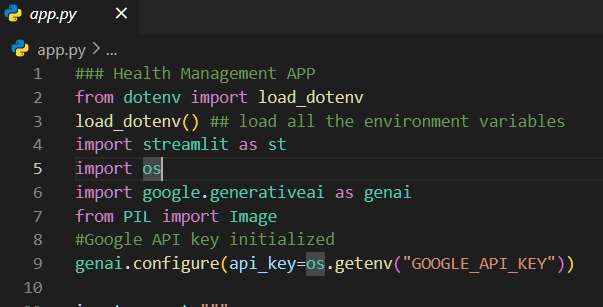 app.py ×
app.py > ...
1 ### Health Management APP
2 from dotenv import load_dotenv
3 load_dotenv() ## load all the environment variables
4 import streamlit as st
5 import os
6 import google.generativeai as genai
7 from PIL import Image
8 #Google API key initialized
9 genai.configure(api_key=os.getenv("GOOGLE_API_KEY"))
10